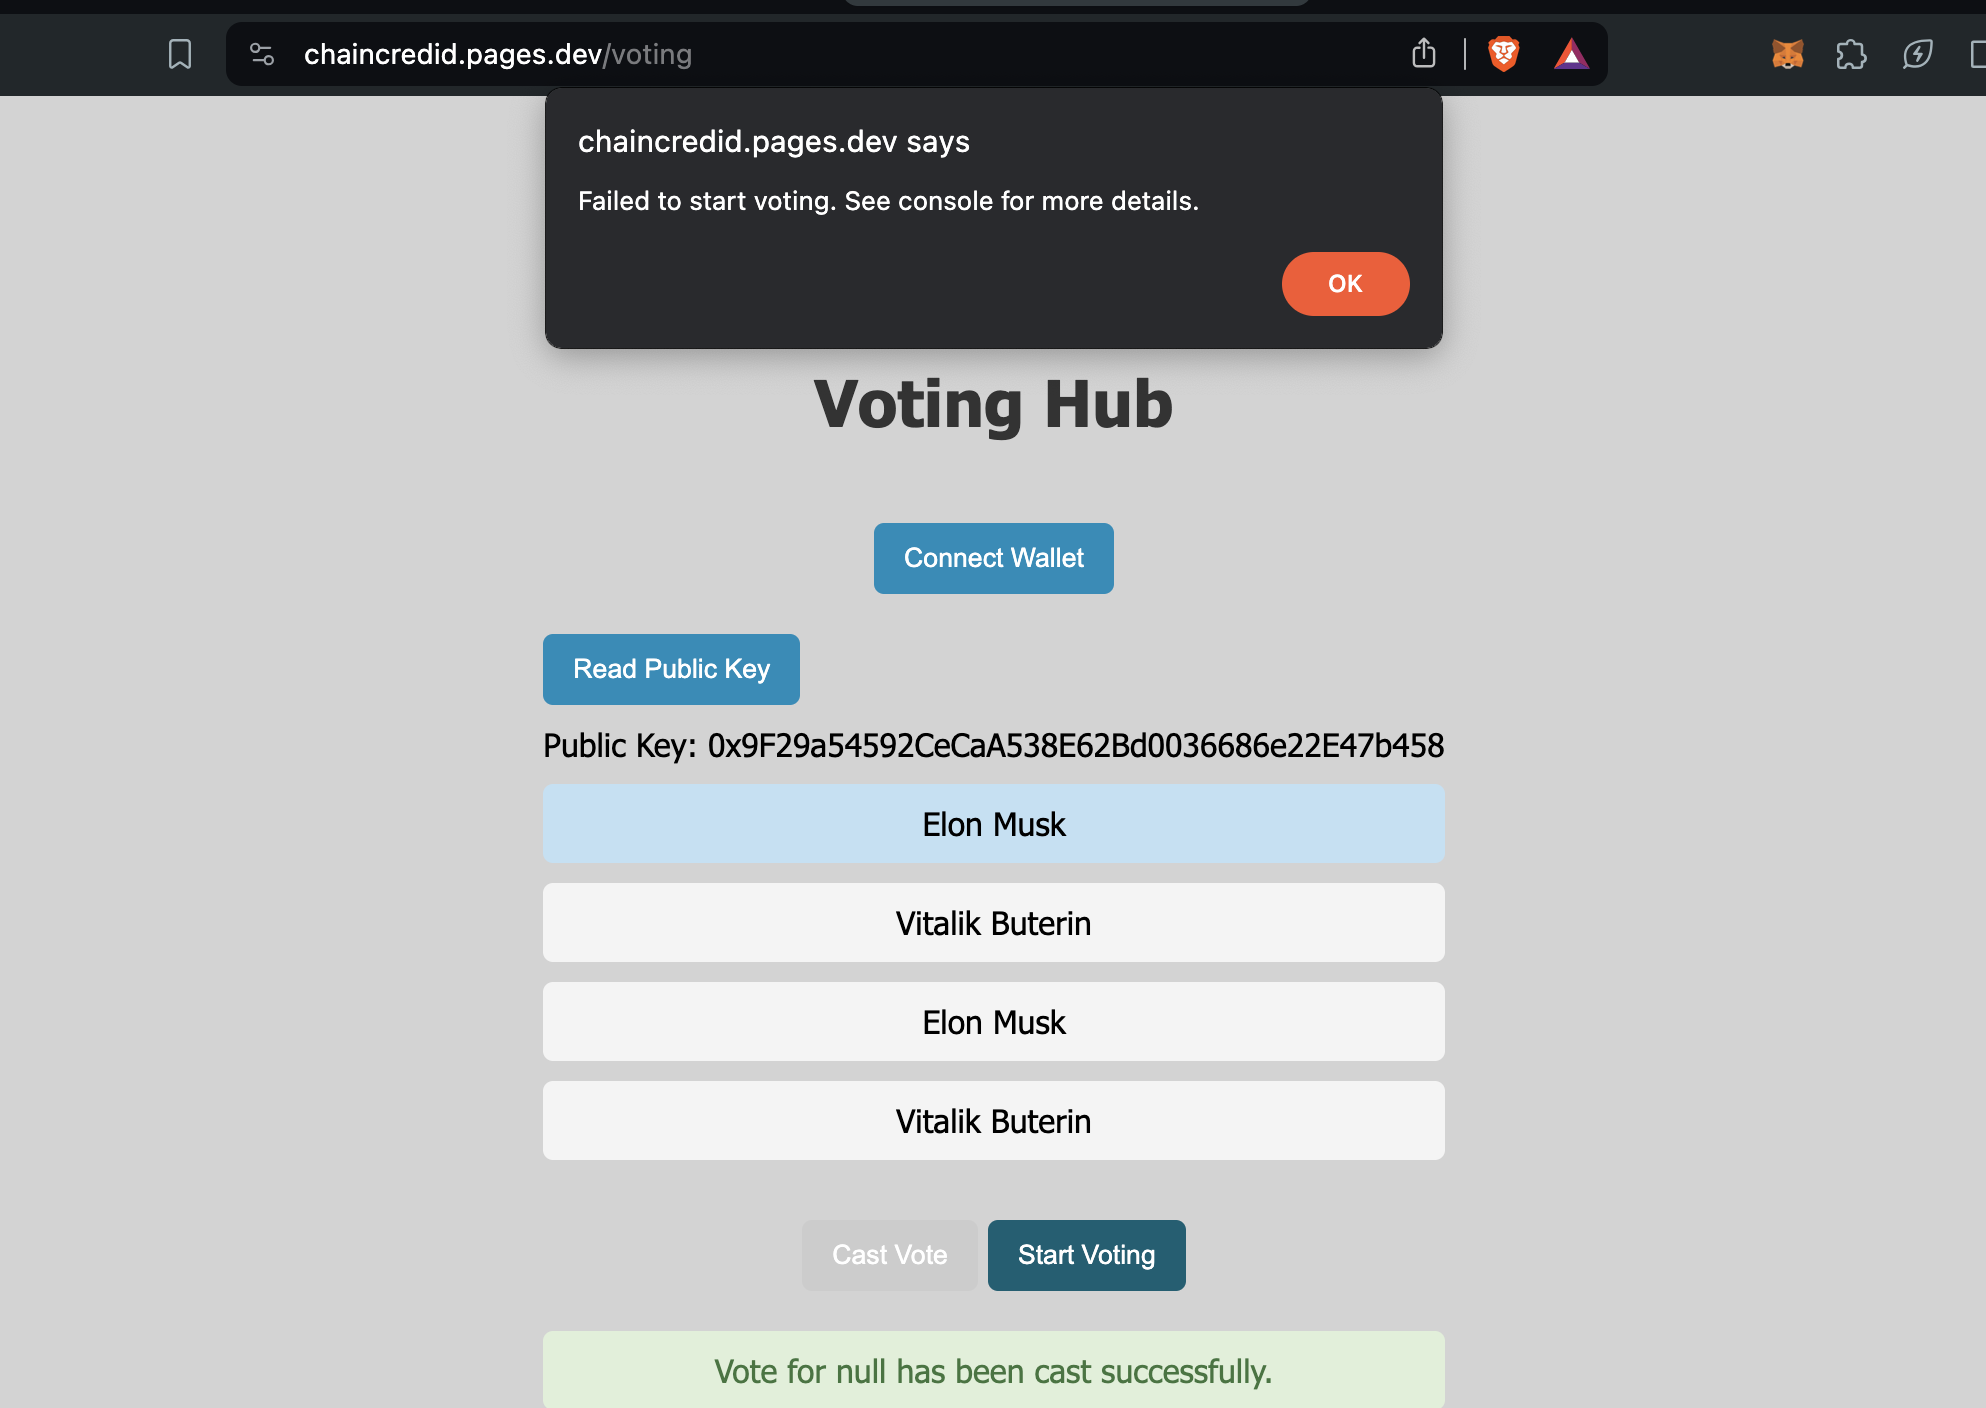 chaincredid.pages.dev/voting
chaincredid.pages.dev says
Failed to start voting. See console for more details.
OK
Voting Hub
Connect Wallet
Read Public Key
Public Key: 0x9F29a54592CeCaA538E62Bd0036686e22E47b458
Elon Musk
Vitalik Buterin
Elon Musk
Vitalik Buterin
Cast Vote Start Voting
Vote for null has been cast successfully.